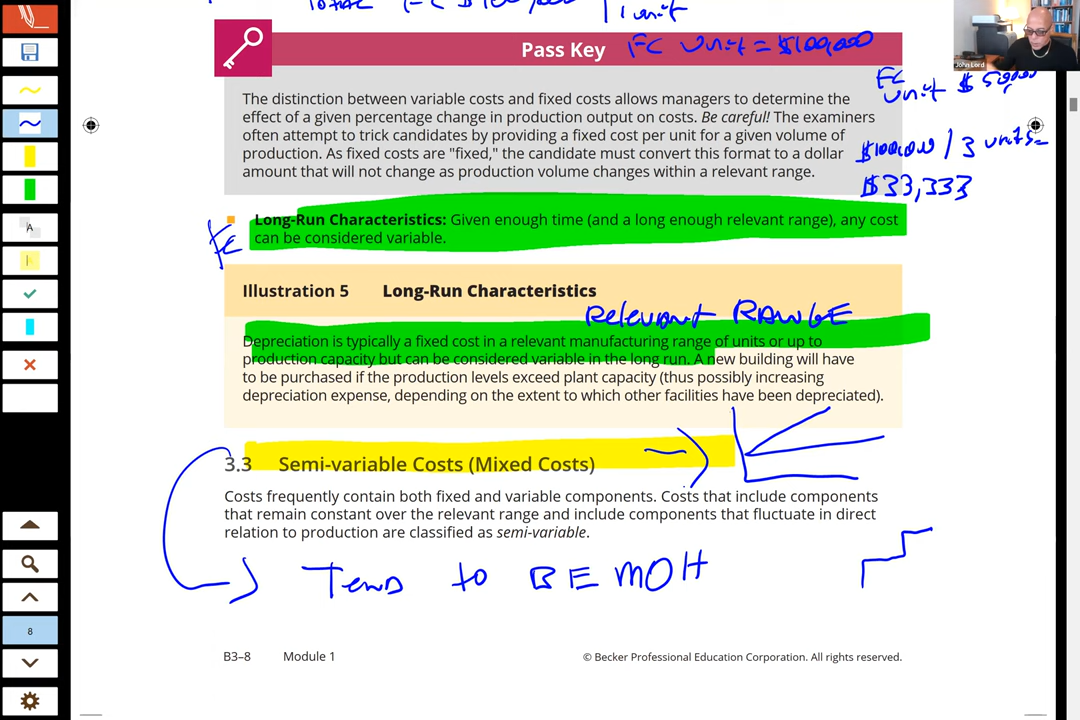 1 unit
Pass Key
FC unit = $100,000
John Lord
FC
unit $ 50,000
The distinction between variable costs and fixed costs allows managers to determine the
effect of a given percentage change in production output on costs. Be careful! The examiners
often attempt to trick candidates by providing a fixed cost per unit for a given volume of
production. As fixed costs are "fixed," the candidate must convert this format to a dollar
amount that will not change as production volume changes within a relevant range.
$100,000 / 3 units =
$33,333
Long-Run Characteristics: Given enough time (and a long enough relevant range), any cost
can be considered variable.
FC
Illustration 5 Long-Run Characteristics
Relevant RANGE
Depreciation is typically a fixed cost in a relevant manufacturing range of units or up to
production capacity but can be considered variable in the long run. A new building will have
to be purchased if the production levels exceed plant capacity (thus possibly increasing
depreciation expense, depending on the extent to which other facilities have been depreciated).
3.3 Semi-variable Costs (Mixed Costs)
Costs frequently contain both fixed and variable components. Costs that include components
that remain constant over the relevant range and include components that fluctuate in direct
relation to production are classified as semi-variable.
Tends to BE MOH
B3–8 Module 1 © Becker Professional Education Corporation. All rights reserved.
A
8